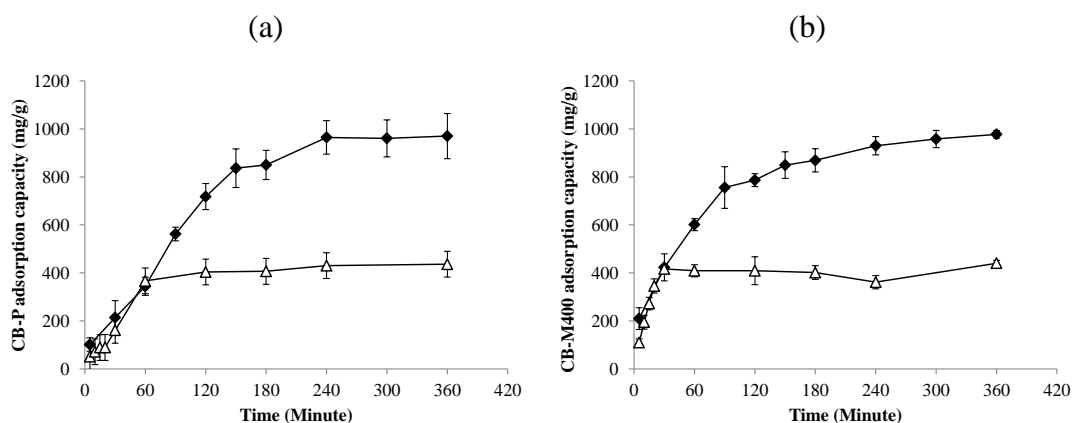 (a)
CB-P adsorption capacity (mg/g)
1200
1000
800
600
400
200
0
0 60 120 180 240 300 360 420
Time (Minute)
(b)
CB-M400 adsorption capacity (mg/g)
1200
1000
800
600
400
200
0
0 60 120 180 240 300 360 420
Time (Minute)